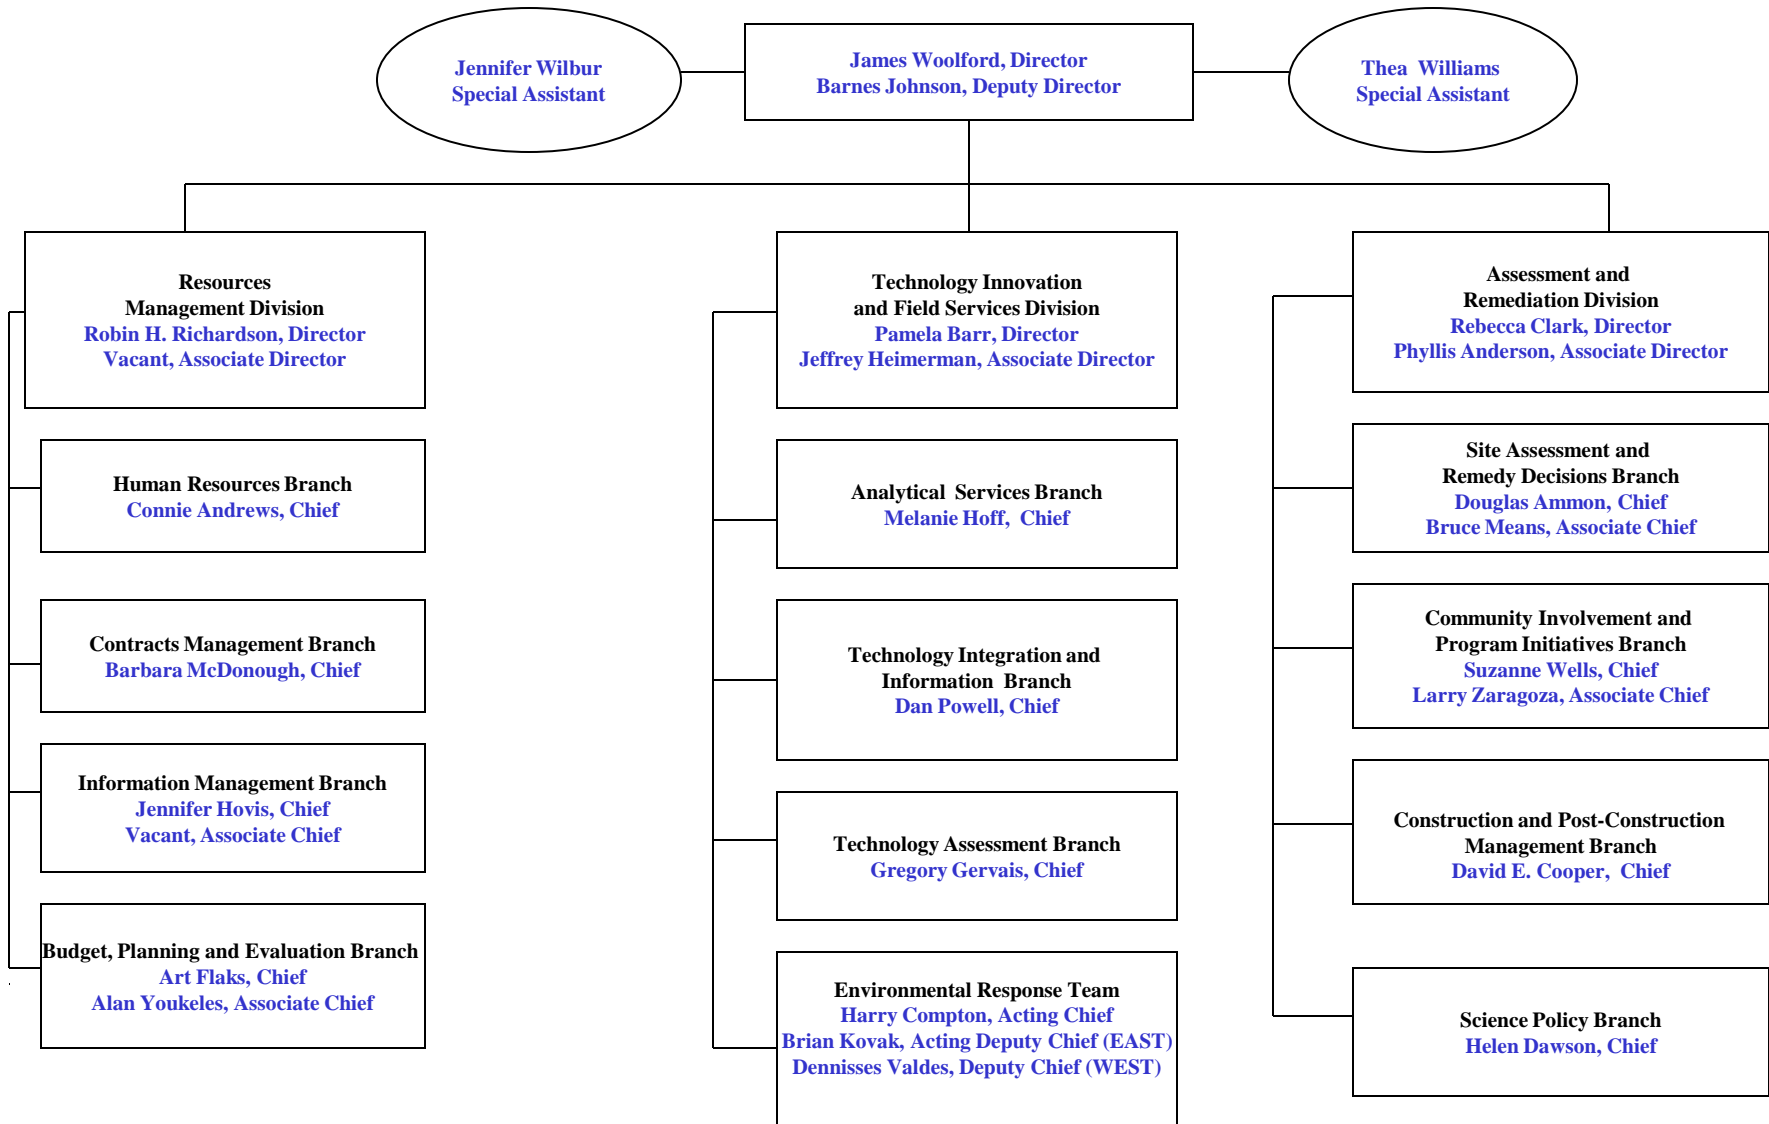 Jennifer Wilbur
Special Assistant
James Woolford, Director
Barnes Johnson, Deputy Director
Thea Williams
Special Assistant
Resources
Management Division
Robin H. Richardson, Director
Vacant, Associate Director
Human Resources Branch
Connie Andrews, Chief
Contracts Management Branch
Barbara McDonough, Chief
Information Management Branch
Jennifer Hovis, Chief
Vacant, Associate Chief
Budget, Planning and Evaluation Branch
Art Flaks, Chief
Alan Youkeles, Associate Chief
Technology Innovation
and Field Services Division
Pamela Barr, Director
Jeffrey Heimerman, Associate Director
Analytical Services Branch
Melanie Hoff, Chief
Technology Integration and
Information Branch
Dan Powell, Chief
Technology Assessment Branch
Gregory Gervais, Chief
Environmental Response Team
Harry Compton, Acting Chief
Brian Kovak, Acting Deputy Chief (EAST)
Dennisses Valdes, Deputy Chief (WEST)
Assessment and
Remediation Division
Rebecca Clark, Director
Phyllis Anderson, Associate Director
Site Assessment and
Remedy Decisions Branch
Douglas Ammon, Chief
Bruce Means, Associate Chief
Community Involvement and
Program Initiatives Branch
Suzanne Wells, Chief
Larry Zaragoza, Associate Chief
Construction and Post-Construction
Management Branch
David E. Cooper, Chief
Science Policy Branch
Helen Dawson, Chief